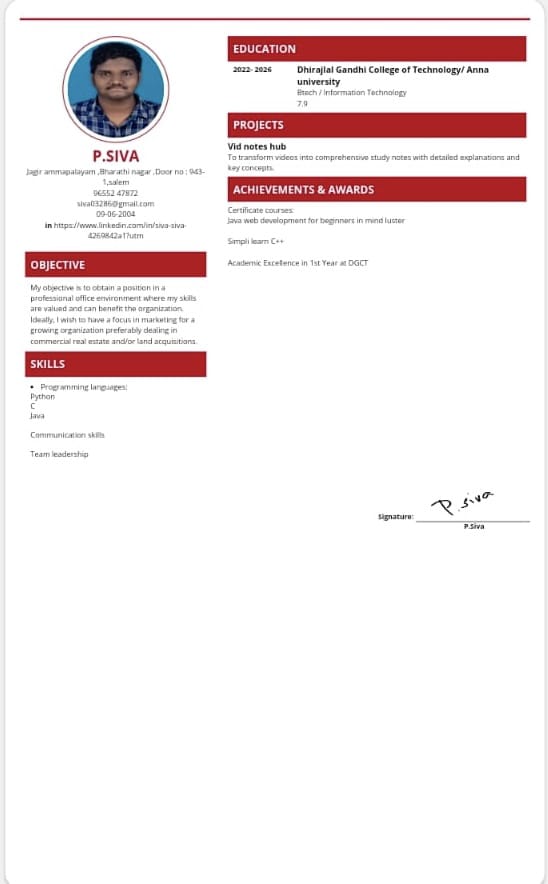 P.SIVA
Jagir ammapalayam ,Bharathi nagar ,Door no : 943-
1,salem
96552 47872
siva03286@gmail.com
09-06-2004
in https://www.linkedin.com/in/siva-siva-
4269842a1?utm
OBJECTIVE
My objective is to obtain a position in a
professional office environment where my skills
are valued and can benefit the organization.
Ideally, I wish to have a focus in marketing for a
growing organization preferably dealing in
commercial real estate and/or land acquisitions.
SKILLS
• Programming languages:
Python
C
Java
Communication skills
Team leadership
EDUCATION
2022- 2026 Dhirajlal Gandhi College of Technology/ Anna
university
Btech / Information Technology
7.9
PROJECTS
Vid notes hub
To transform videos into comprehensive study notes with detailed explanations and
key concepts.
ACHIEVEMENTS & AWARDS
Certificate courses:
Java web development for beginners in mind luster
Simpli learn C++
Academic Excellence in 1st Year at DGCT
P.siva
Signature:
P.Siva